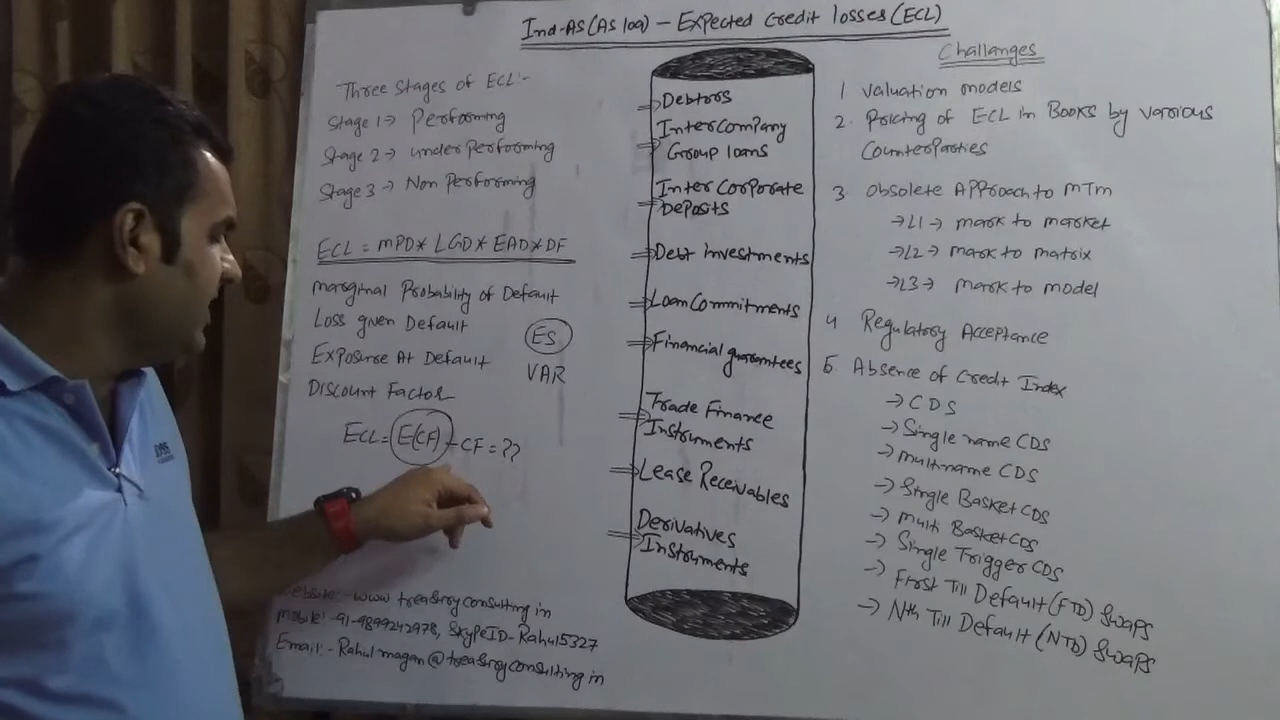 Ind-AS (AS 109) - Expected Credit losses (ECL)
Three Stages of ECL:-
Stage 1 → Performing
Stage 2 → underperforming
Stage 3 → Non Performing
ECL = MPD* LGD* EAD* DF
Marginal Probability of Default
Loss given Default
Exposure At Default
Discount Factor
ES
VAR
ECL = E(CF) - CF = ??
Website:- www treasuryconsulting in
Mobile:- 91-9899242978, SkypeID- Rahul5327
Email:- Rahul magan@treasuryconsulting in
Debtors
InterCompany
Group loans
Inter Corporate
Deposits
Debt investments
Loan Commitments
Financial guarantees
Trade Finance
Instruments
Lease Receivables
Derivatives
Instruments
Challanges
1 Valuation models
2. Pricing of ECL in Books by various
Counterparties
3 Obsolete Approach to MTM
→ L1 → mark to market
→ L2 → mark to matrix
→ L3 → mark to model
4 Regulatory Acceptance
5. Absence of Credit Index
→ CDS
→ Single name CDS
→ multiname CDS
→ Single Basket CDS
→ Multi Basket CDS
→ Single Trigger CDS
→ First Till Default (FTD) Swaps
→ Nth Till Default (NTD) Swaps